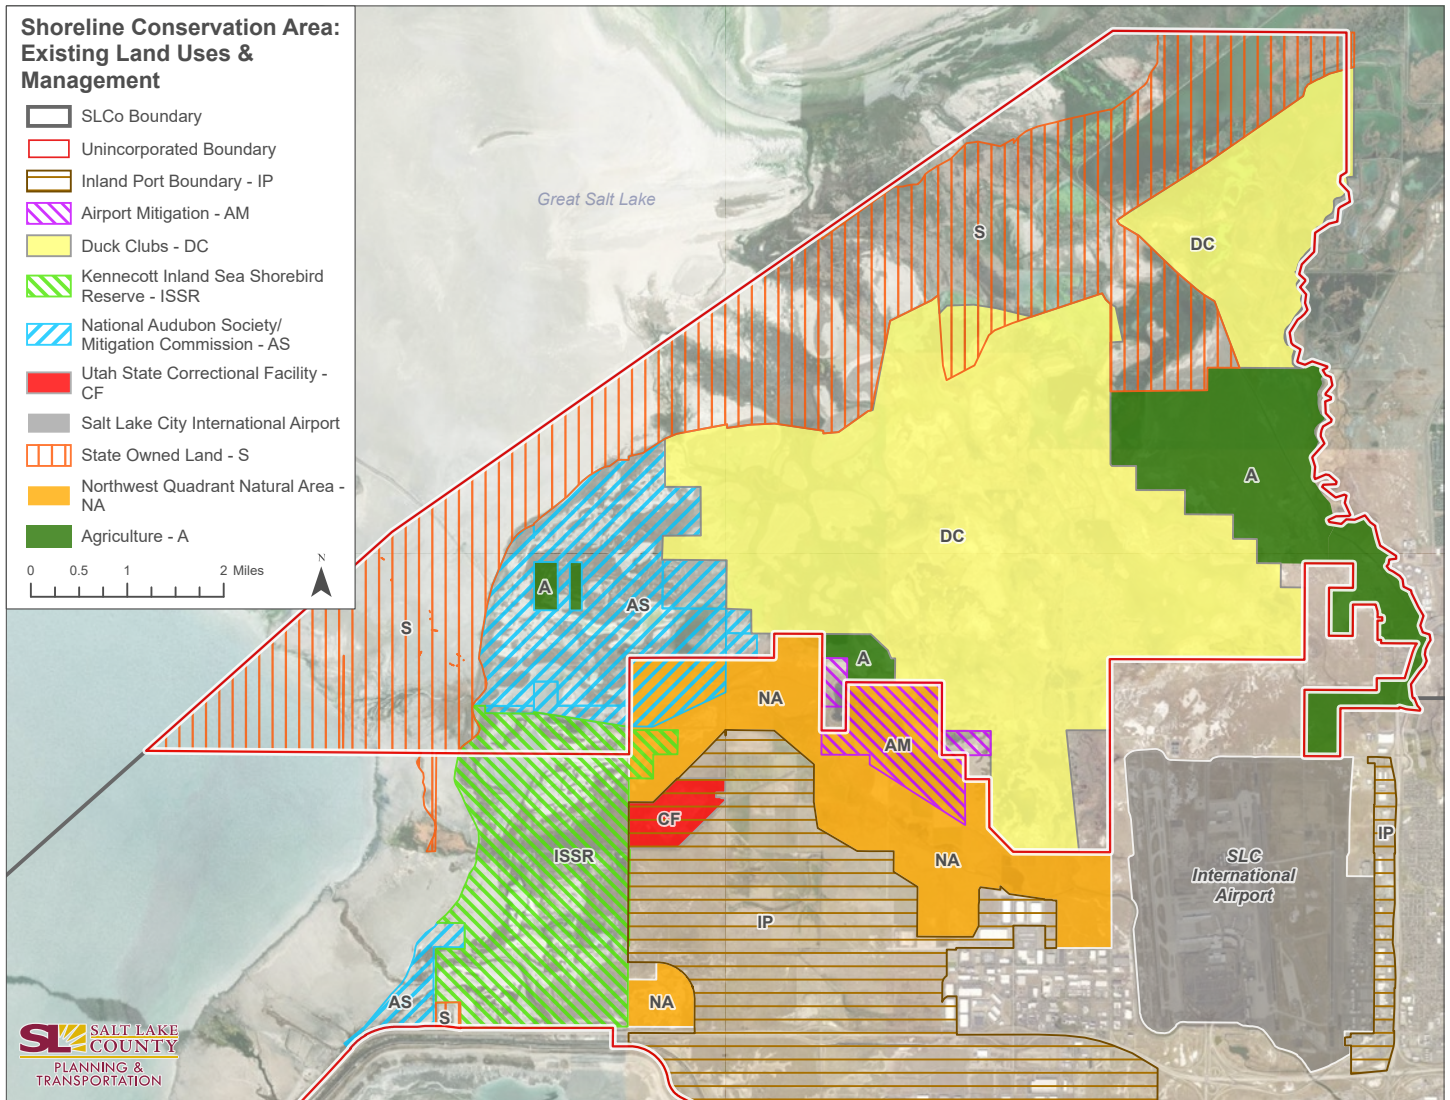 Shoreline Conservation Area:
Existing Land Uses &
Management
SLCo Boundary
Unincorporated Boundary
Inland Port Boundary - IP
Airport Mitigation - AM
Duck Clubs - DC
Kennecott Inland Sea Shorebird
Reserve - ISSR
National Audubon Society/
Mitigation Commission - AS
Utah State Correctional Facility -
CF
Salt Lake City International Airport
State Owned Land - S
Northwest Quadrant Natural Area -
NA
Agriculture - A
N
0 0.5 1 2 Miles
Great Salt Lake
S
DC
A
DC
A
AS
S
A
NA
AM
CF
ISSR
NA
IP
SLC
International
Airport
IP
NA
AS
S
SL SALT LAKE
COUNTY
PLANNING &
TRANSPORTATION